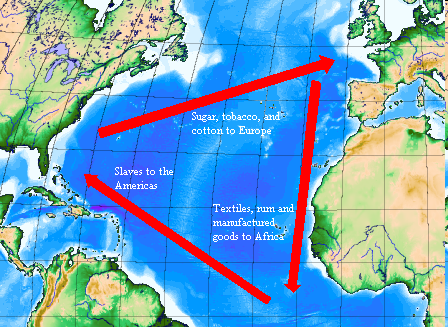 Sugar, tobacco, and
cotton to Europe
Slaves to the
Americas
Textiles, rum and
manufactured
goods to Africa